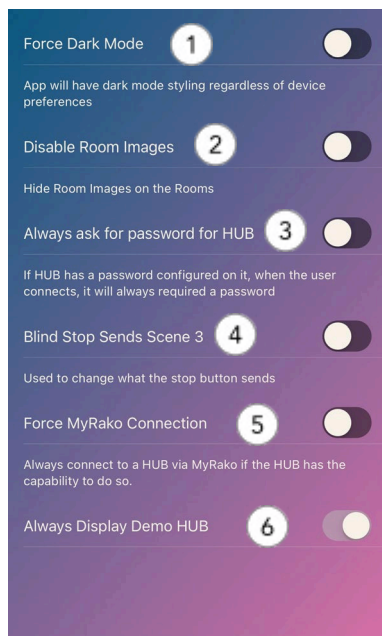 Force Dark Mode 1
App will have dark mode styling regardless of device
preferences
Disable Room Images 2
Hide Room Images on the Rooms
Always ask for password for HUB 3
If HUB has a password configured on it, when the user
connects, it will always required a password
Blind Stop Sends Scene 3 4
Used to change what the stop button sends
Force MyRako Connection 5
Always connect to a HUB via MyRako if the HUB has the
capability to do so.
Always Display Demo HUB 6